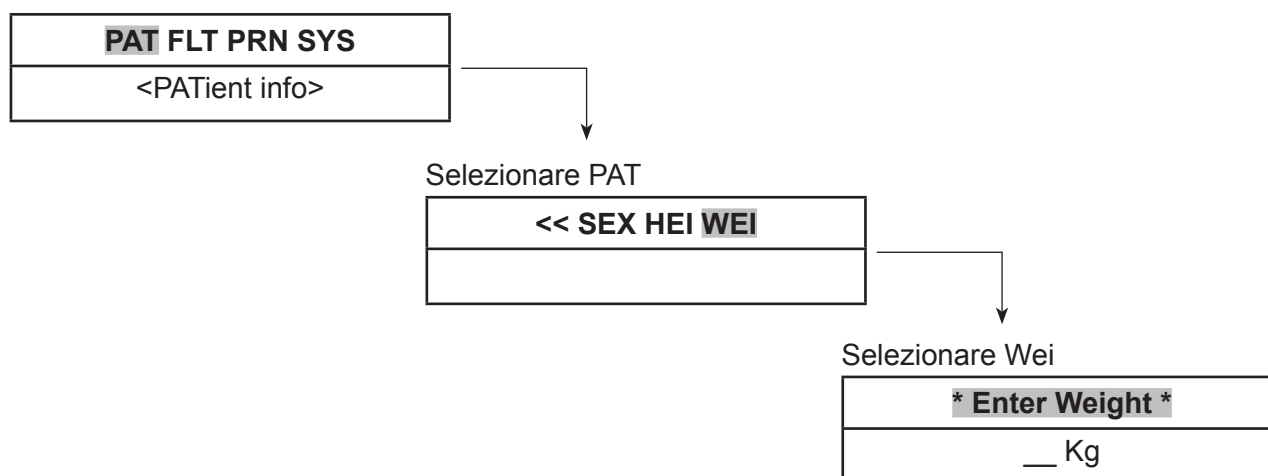 PAT FLT PRN SYS
<PATient info>
Selezionare PAT
<< SEX HEI WEI
Selezionare Wei
* Enter Weight *
__ Kg